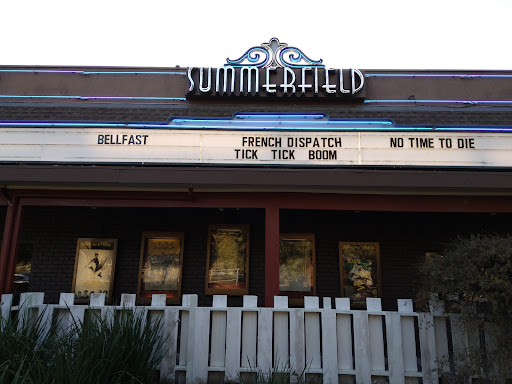 SUMMERFIELD
BELLFAST
FRENCH DISPATCH
TICK TICK BOOM
NO TIME TO DIE